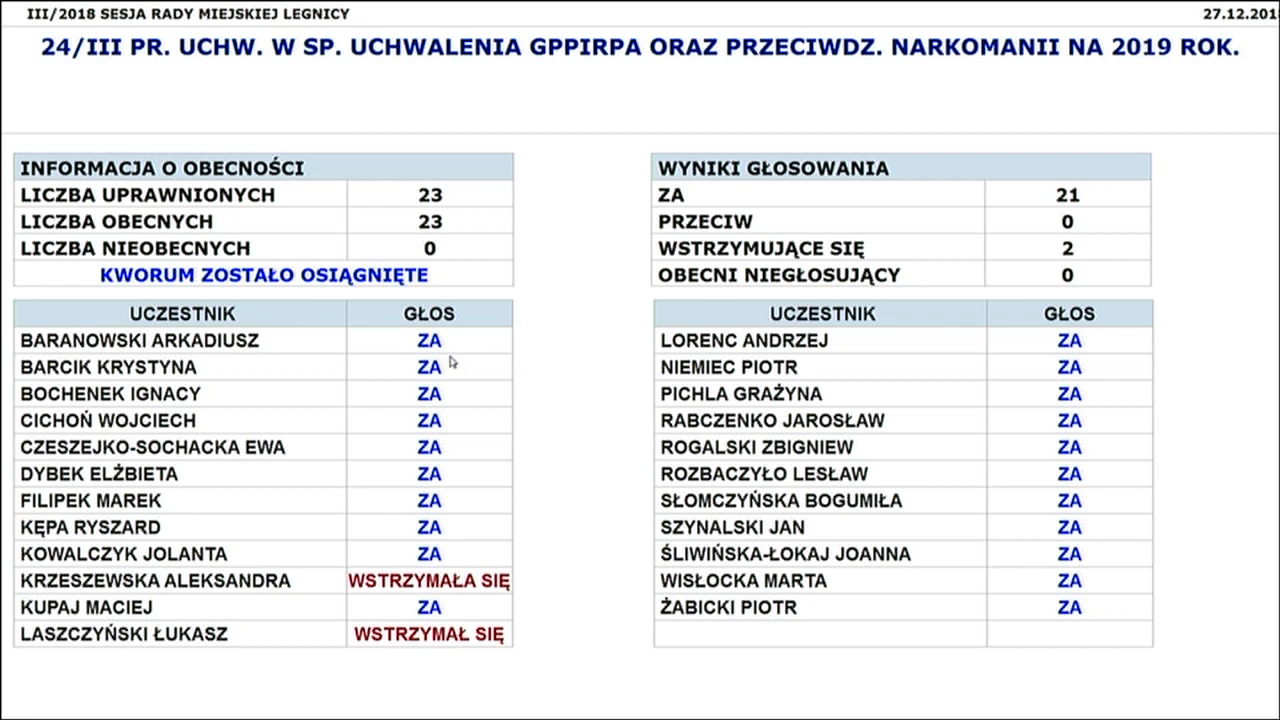 III/2018 SESJA RADY MIEJSKIEJ LEGNICY 27.12.201
24/III PR. UCHW. W SP. UCHWALENIA GPPIRPA ORAZ PRZECIWDZ. NARKOMANII NA 2019 ROK.
INFORMACJA O OBECNOŚCI
LICZBA UPRAWNIONYCH 23
LICZBA OBECNYCH 23
LICZBA NIEOBECNYCH 0
KWORUM ZOSTAŁO OSIĄGNIĘTE
WYNIKI GŁOSOWANIA
ZA 21
PRZECIW 0
WSTRZYMUJĄCE SIĘ 2
OBECNI NIEGŁOSUJĄCY 0
UCZESTNIK GŁOS
BARANOWSKI ARKADIUSZ ZA
BARCIK KRYSTYNA ZA
BOCHENEK IGNACY ZA
CICHOŃ WOJCIECH ZA
CZESZEJKO-SOCHACKA EWA ZA
DYBEK ELŻBIETA ZA
FILIPEK MAREK ZA
KĘPA RYSZARD ZA
KOWALCZYK JOLANTA ZA
KRZESZEWSKA ALEKSANDRA WSTRZYMAŁA SIĘ
KUPAJ MACIEJ ZA
LASZCZYŃSKI ŁUKASZ WSTRZYMAŁ SIĘ
UCZESTNIK GŁOS
LORENC ANDRZEJ ZA
NIEMIEC PIOTR ZA
PICHLA GRAŻYNA ZA
RABCZENKO JAROSŁAW ZA
ROGALSKI ZBIGNIEW ZA
ROZBACZYŁO LESŁAW ZA
SŁOMCZYŃSKA BOGUMIŁA ZA
SZYNALSKI JAN ZA
ŚLIWIŃSKA-ŁOKAJ JOANNA ZA
WISŁOCKA MARTA ZA
ŻABICKI PIOTR ZA